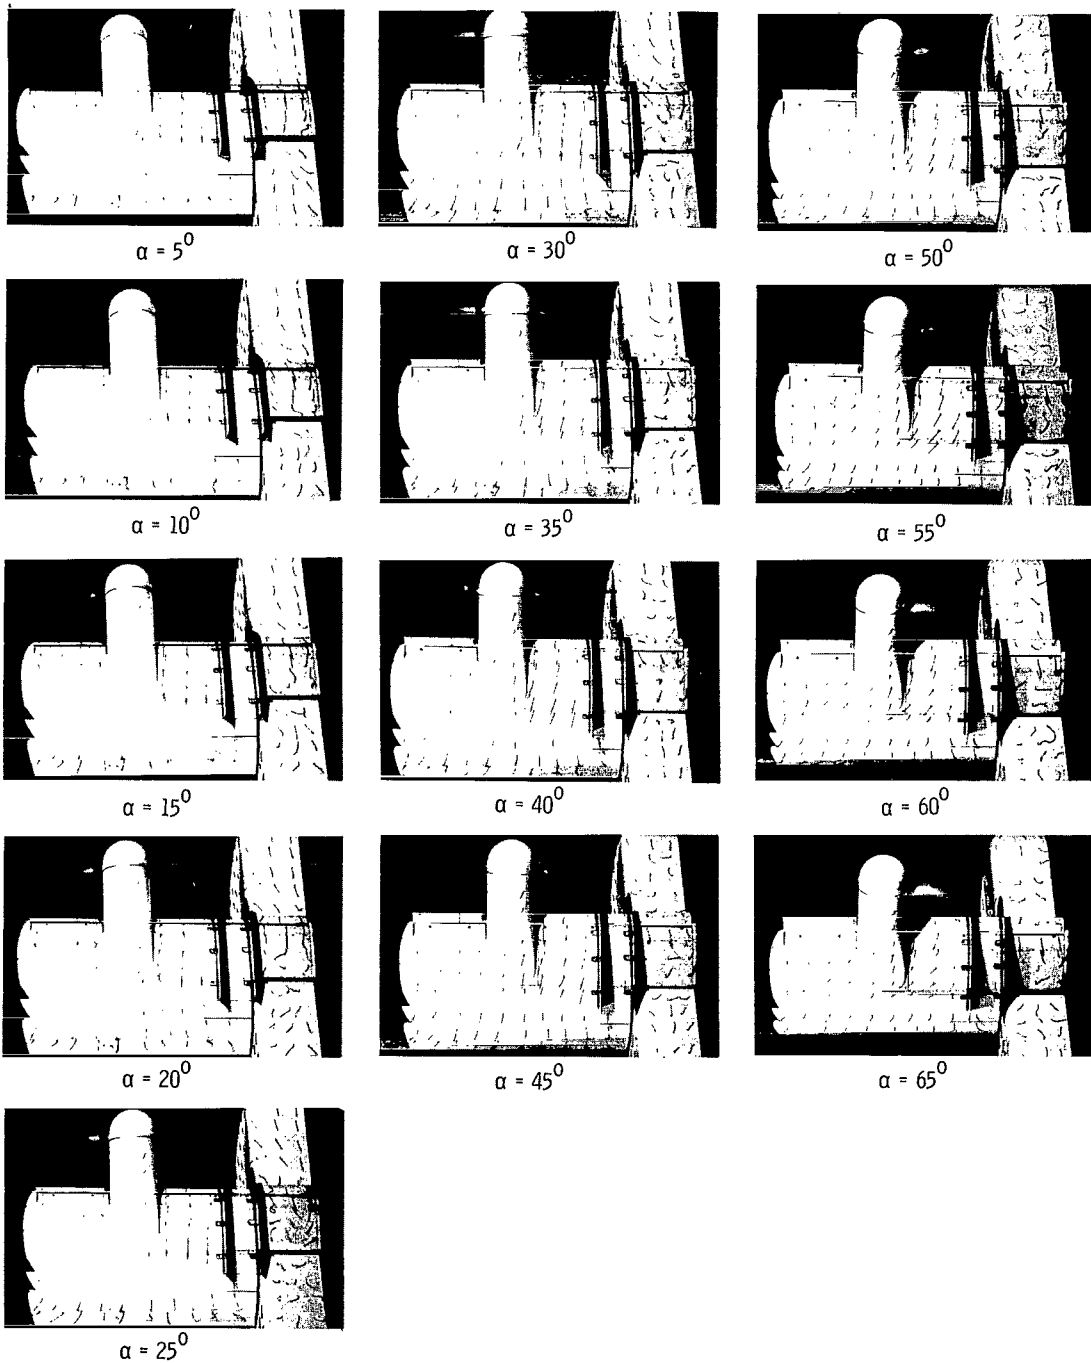 α = 5⁰
α = 30⁰
α = 50⁰
α = 10⁰
α = 35⁰
α = 55⁰
α = 15⁰
α = 40⁰
α = 60⁰
α = 20⁰
α = 45⁰
α = 65⁰
α = 25⁰